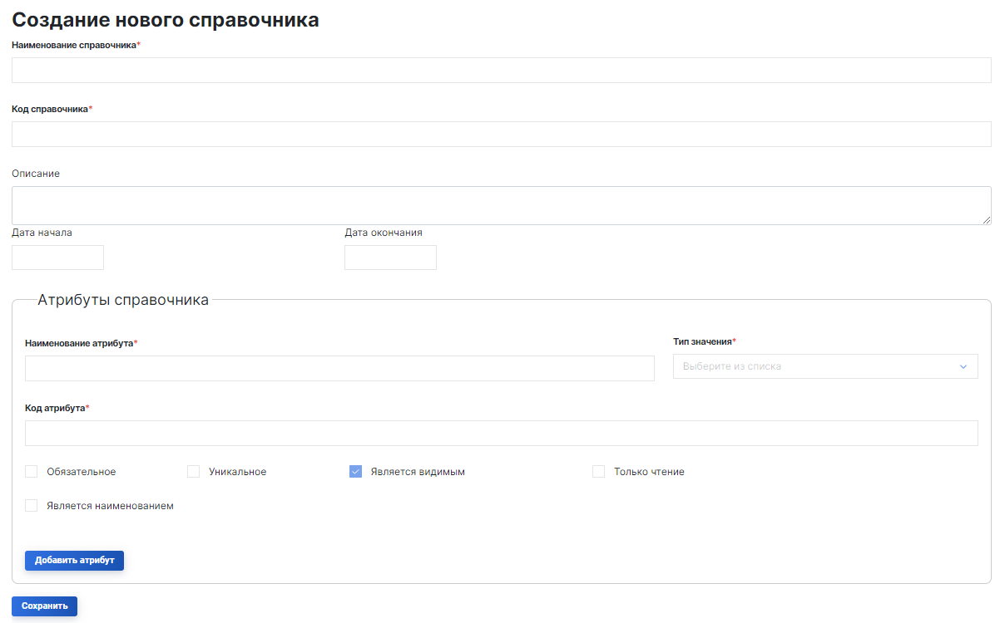 Создание нового справочника
Наименование справочника*
Код справочника*
Описание
Дата начала Дата окончания
Атрибуты справочника
Наименование атрибута* Тип значения*
Выберите из списка
Код атрибута*
Обязательное Уникальное Является видимым Только чтение
Является наименованием
Добавить атрибут
Сохранить